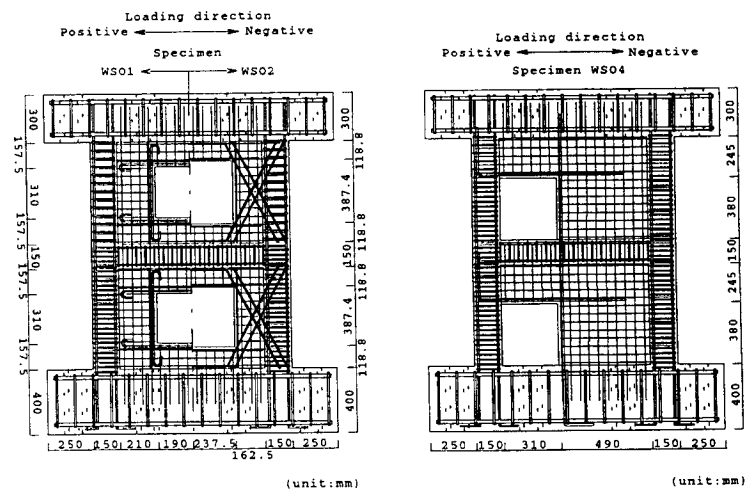 Loading direction
Positive Negative
Specimen
WS01 WS02
300
157.5
310
157.5
150
157.5
310
157.5
400
300
118.8
387.4
118.8
150
118.8
387.4
118.8
400
250 150 210 190 237.5 150 250
162.5
(unit:mm)
Loading direction
Positive Negative
Specimen WS04
300
245
380
150
245
380
400
250 150 310 490 150 250
(unit:mm)